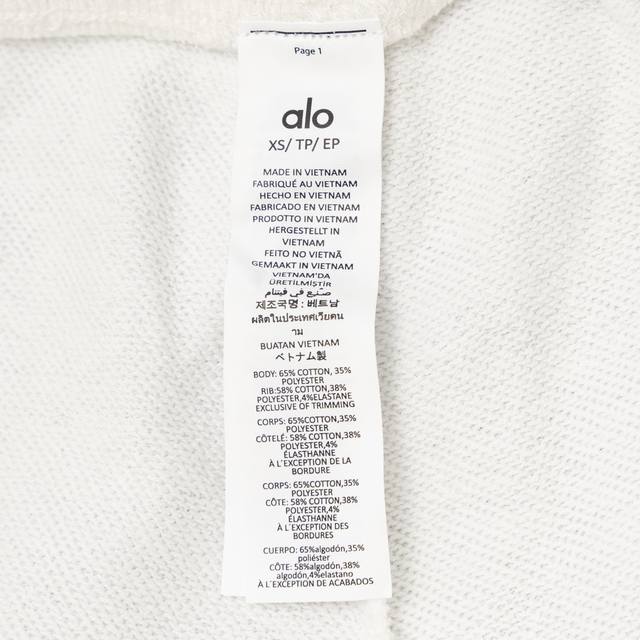 Page 1
alo
XS/ TP/ EP
MADE IN VIETNAM
FABRIQUÉ AU VIETNAM
HECHO EN VIETNAM
FABRICADO EN VIETNAM
PRODOTTO IN VIETNAM
HERGESTELLT IN
VIETNAM
FEITO NO VIETNÃ
GEMAAKT IN VIETNAM
VIETNAM'DA
ÜRETİLMİŞTİR
صنع في فيتنام
제조국명 : 베트남
ผลิตในประเทศเวียดน
าม
BUATAN VIETNAM
ベトナム製
BODY: 65% COTTON, 35%
POLYESTER
RIB:58% COTTON,38%
POLYESTER,4%ELASTANE
EXCLUSIVE OF TRIMMING
CORPS: 65%COTTON,35%
POLYESTER
CÔTELÉ: 58% COTTON,38%
POLYESTER,4%
ÉLASTHANNE
À L´EXCEPTION DE LA
BORDURE
CORPS: 65%COTTON,35%
POLYESTER
CÔTE: 58% COTTON,38%
POLYESTER,4%
ÉLASTHANNE
À L´EXCEPTION DES
BORDURES
CUERPO: 65%algodón,35%
poliéster
CÔTE: 58%algodón,38%
algodón,4%elastano
À L´EXCEPTION DE ACABADOS